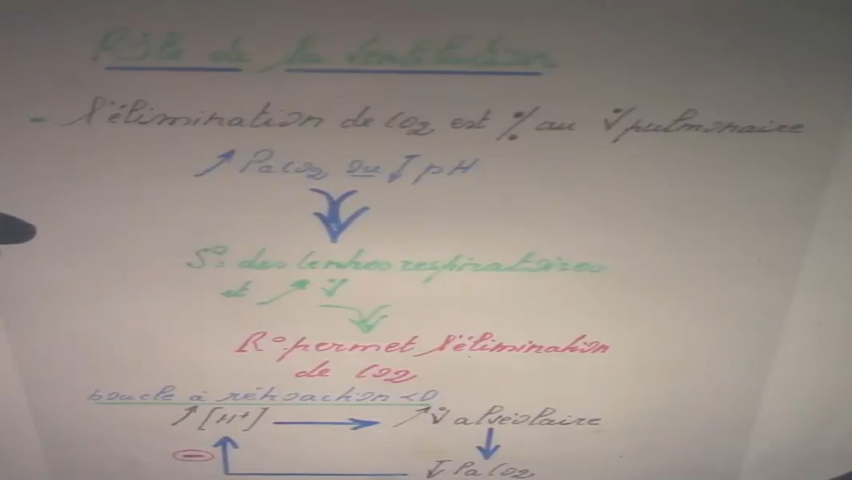 Rôle de la ventilation
- l'élimination de CO2 est % au V̇ pulmonaire
↗ PaCO2 ou ↓ pH
S° des centres respiratoires
et ↗ V̇
R° permet l'élimination
de CO2
boucle à rétroaction <0
↗ [H+] → ↗ V̇ alvéolaire
⊖ ↓ PaCO2